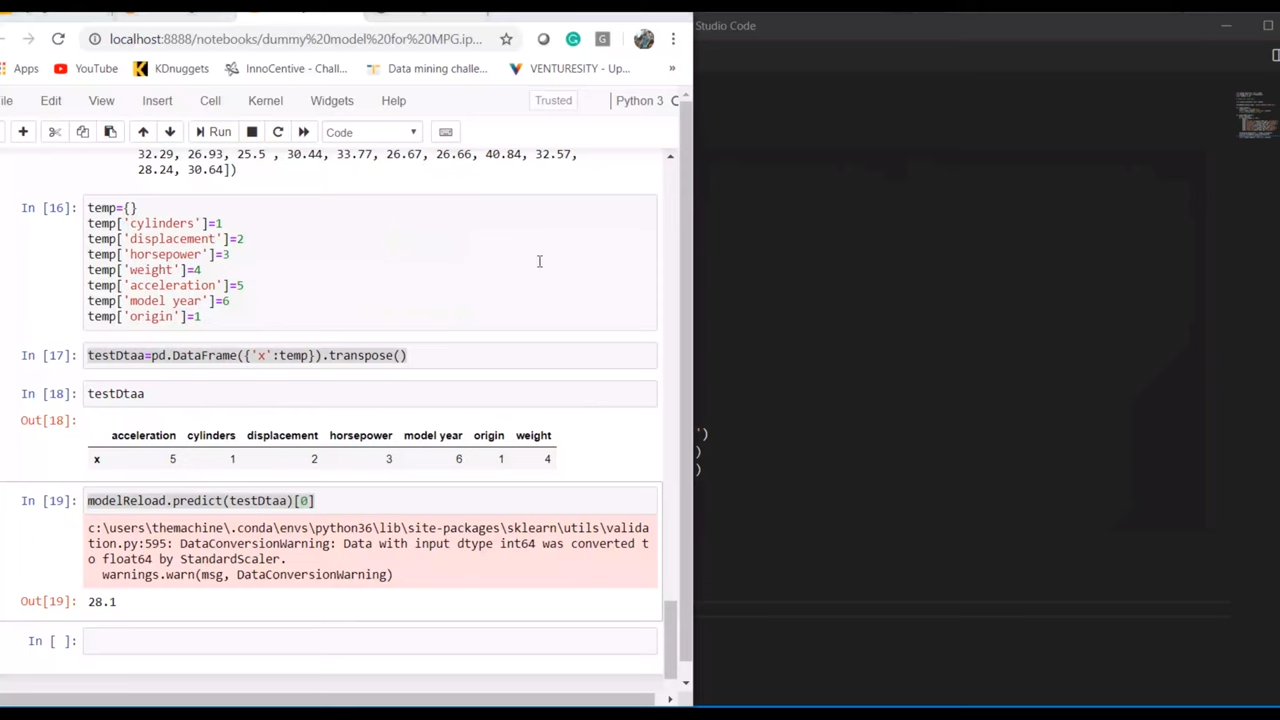 Studio Code
localhost:8888/notebooks/dummy%20model%20for%20MPG.ip...
Apps YouTube KDnuggets InnoCentive - Chall... Data mining challe... VENTURESITY - Up... »
ile Edit View Insert Cell Kernel Widgets Help Trusted Python 3
Run Code
32.29, 26.93, 25.5 , 30.44, 33.77, 26.67, 26.66, 40.84, 32.57,
28.24, 30.64])
In [16]: temp={}
temp['cylinders']=1
temp['displacement']=2
temp['horsepower']=3
temp['weight']=4
temp['acceleration']=5
temp['model year']=6
temp['origin']=1
In [17]: testDtaa=pd.DataFrame({'x':temp}).transpose()
In [18]: testDtaa
Out[18]:
acceleration cylinders displacement horsepower model year origin weight
x 5 1 2 3 6 1 4
In [19]: modelReload.predict(testDtaa)[0]
c:\users\themachine\.conda\envs\python36\lib\site-packages\sklearn\utils\valida
tion.py:595: DataConversionWarning: Data with input dtype int64 was converted t
o float64 by StandardScaler.
warnings.warn(msg, DataConversionWarning)
Out[19]: 28.1
In [ ]:
')
)
)